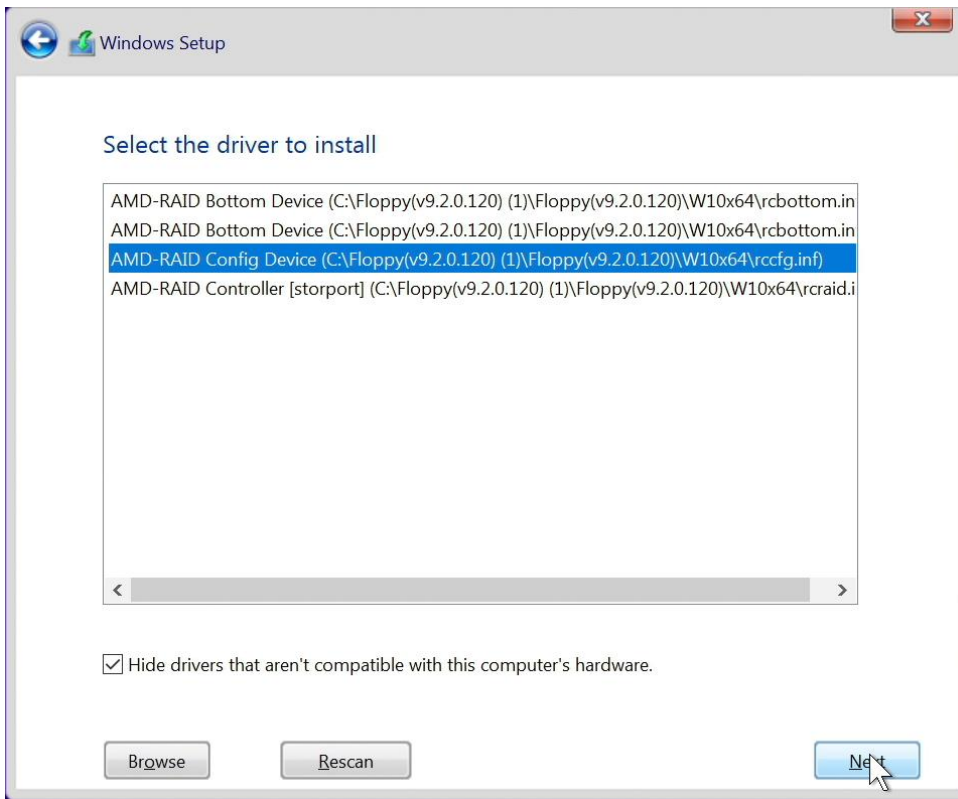 Windows Setup
Select the driver to install
AMD-RAID Bottom Device (C:\Floppy(v9.2.0.120) (1)\Floppy(v9.2.0.120)\W10x64\rcbottom.in
AMD-RAID Bottom Device (C:\Floppy(v9.2.0.120) (1)\Floppy(v9.2.0.120)\W10x64\rcbottom.in
AMD-RAID Config Device (C:\Floppy(v9.2.0.120) (1)\Floppy(v9.2.0.120)\W10x64\rccfg.inf)
AMD-RAID Controller [storport] (C:\Floppy(v9.2.0.120) (1)\Floppy(v9.2.0.120)\W10x64\rcraid.i
Hide drivers that aren't compatible with this computer's hardware.
Browse Rescan Next